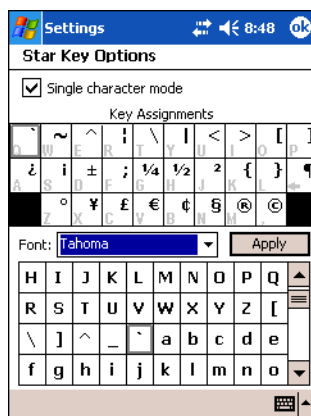 Settings 8:48 ok
Star Key Options
Single character mode
Key Assignments
` ~ ^ ¦ \ | < > [ ]
Q W E R T Y U I O P
¿ ¡ ± ; ¼ ½ ² { } ¶
A S D F G H J K L
° ¥ £ € ¢ § ® ©
Z X C V B N M , .
Font: Tahoma Apply
H I J K L M N O P Q
R S T U V W X Y Z [
\ ] ^ _ ` a b c d e
f g h i j k l m n o